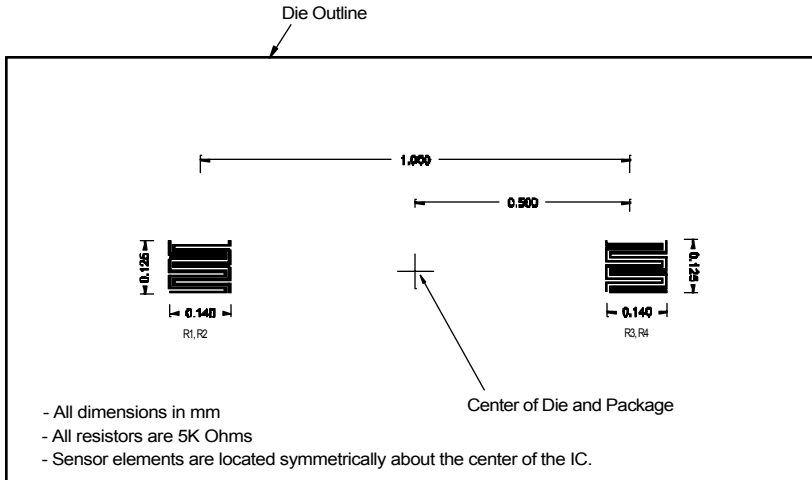 Die Outline
1.000
0.500
0.125
0.125
0.140
0.140
R1, R2
R3, R4
Center of Die and Package
- All dimensions in mm
- All resistors are 5K Ohms
- Sensor elements are located symmetrically about the center of the IC.